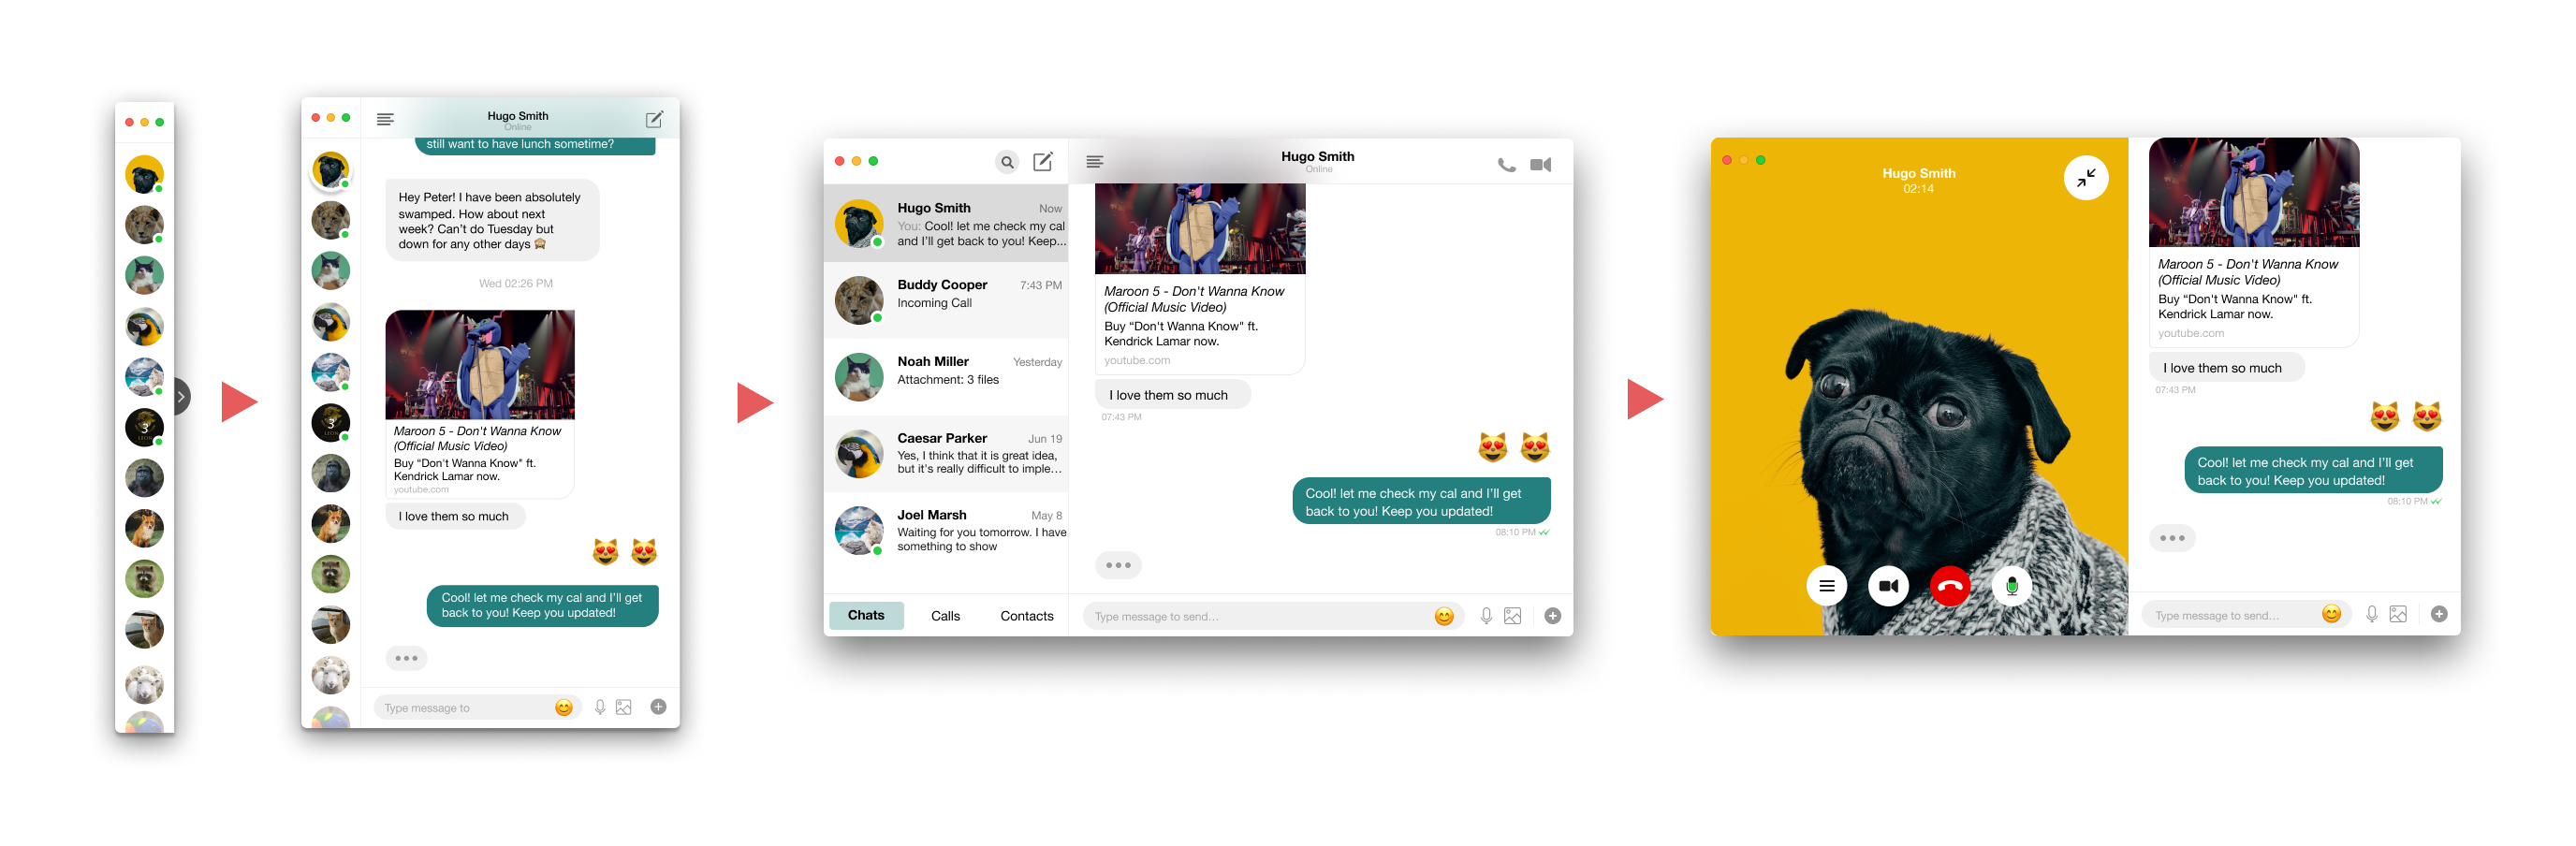 3
Hugo Smith
Online
still want to have lunch sometime?
Hey Peter! I have been absolutely
swamped. How about next
week? Can't do Tuesday but
down for any other days 🙈
Wed 02:26 PM
Maroon 5 - Don't Wanna Know
(Official Music Video)
Buy “Don't Wanna Know" ft.
Kendrick Lamar now.
youtube.com
I love them so much
😻 😻
Cool! let me check my cal and I'll get
back to you! Keep you updated!
Type message to
😊
3
Hugo Smith
Now
You: Cool! let me check my cal
and I'll get back to you! Keep...
Buddy Cooper
7:43 PM
Incoming Call
Noah Miller
Yesterday
Attachment: 3 files
Caesar Parker
Jun 19
Yes, I think that it is great idea,
but it's really difficult to imple...
Joel Marsh
May 8
Waiting for you tomorrow. I have
something to show
Chats
Calls
Contacts
Hugo Smith
Online
Maroon 5 - Don't Wanna Know
(Official Music Video)
Buy “Don't Wanna Know" ft.
Kendrick Lamar now.
youtube.com
I love them so much
07:43 PM
😻 😻
Cool! let me check my cal and I'll get
back to you! Keep you updated!
08:10 PM
Type message to send...
😊
Hugo Smith
02:14
Maroon 5 - Don't Wanna Know
(Official Music Video)
Buy “Don't Wanna Know" ft.
Kendrick Lamar now.
youtube.com
I love them so much
07:43 PM
😻 😻
Cool! let me check my cal and I'll get
back to you! Keep you updated!
08:10 PM
Type message to send...
😊